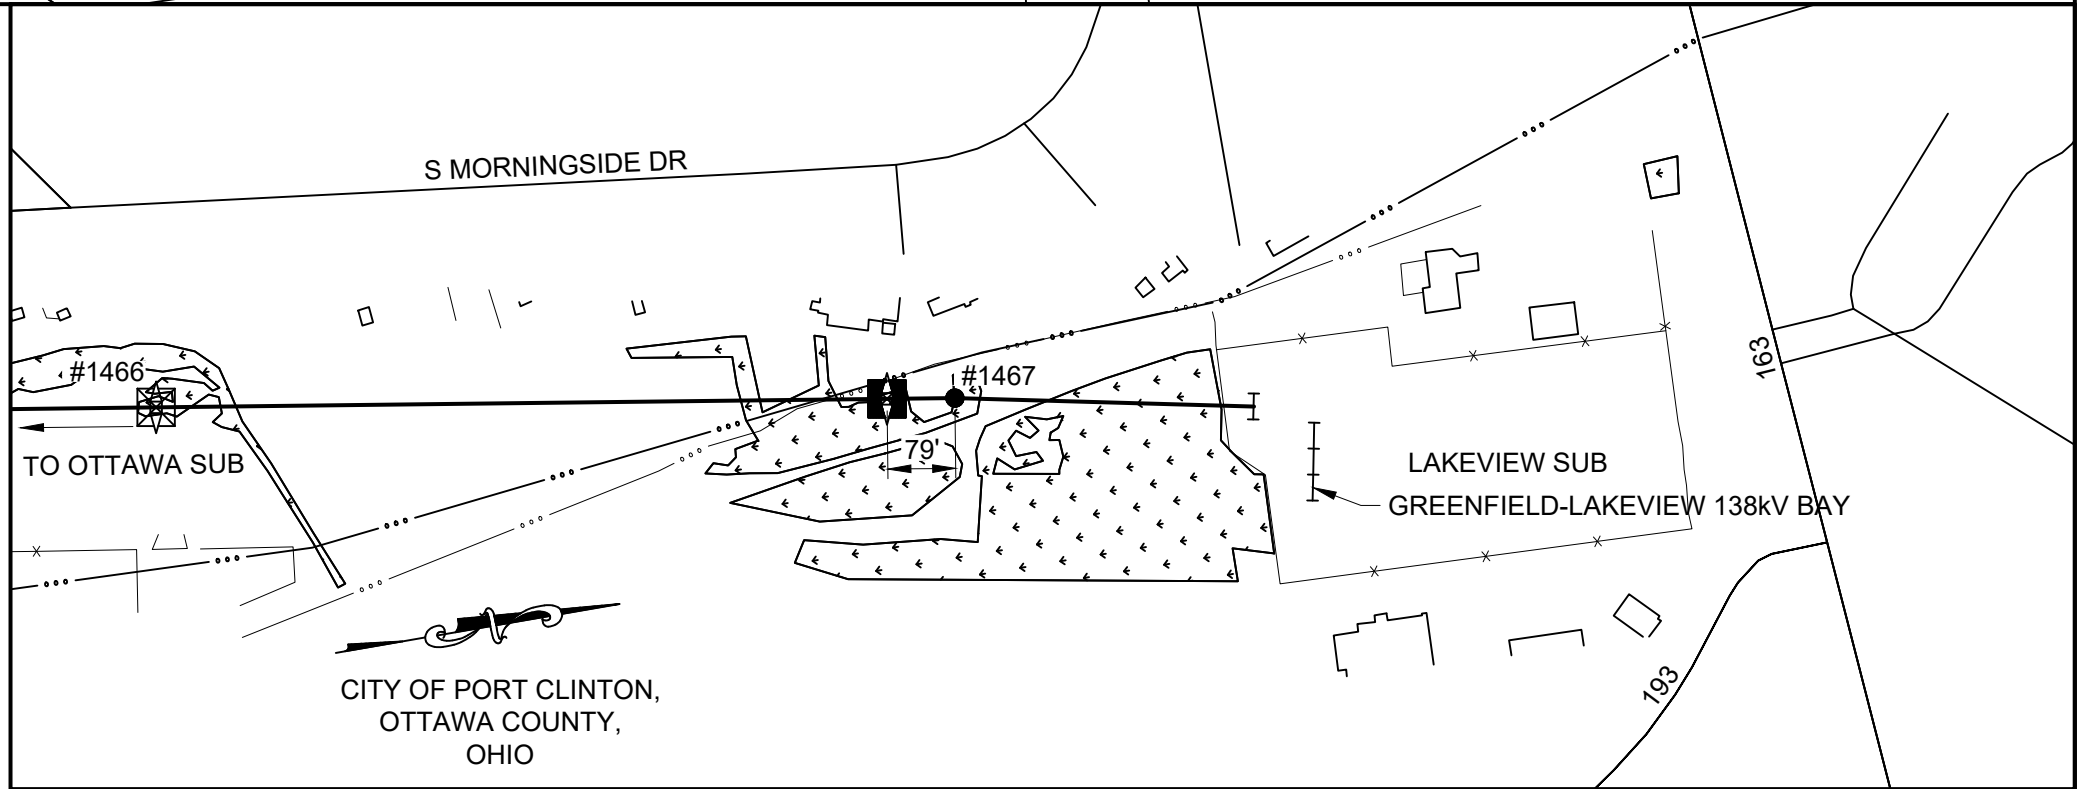 S MORNINGSIDE DR
#1466
#1467
163
79'
TO OTTAWA SUB
LAKEVIEW SUB
GREENFIELD-LAKEVIEW 138kV BAY
N
193
CITY OF PORT CLINTON,
OTTAWA COUNTY,
OHIO